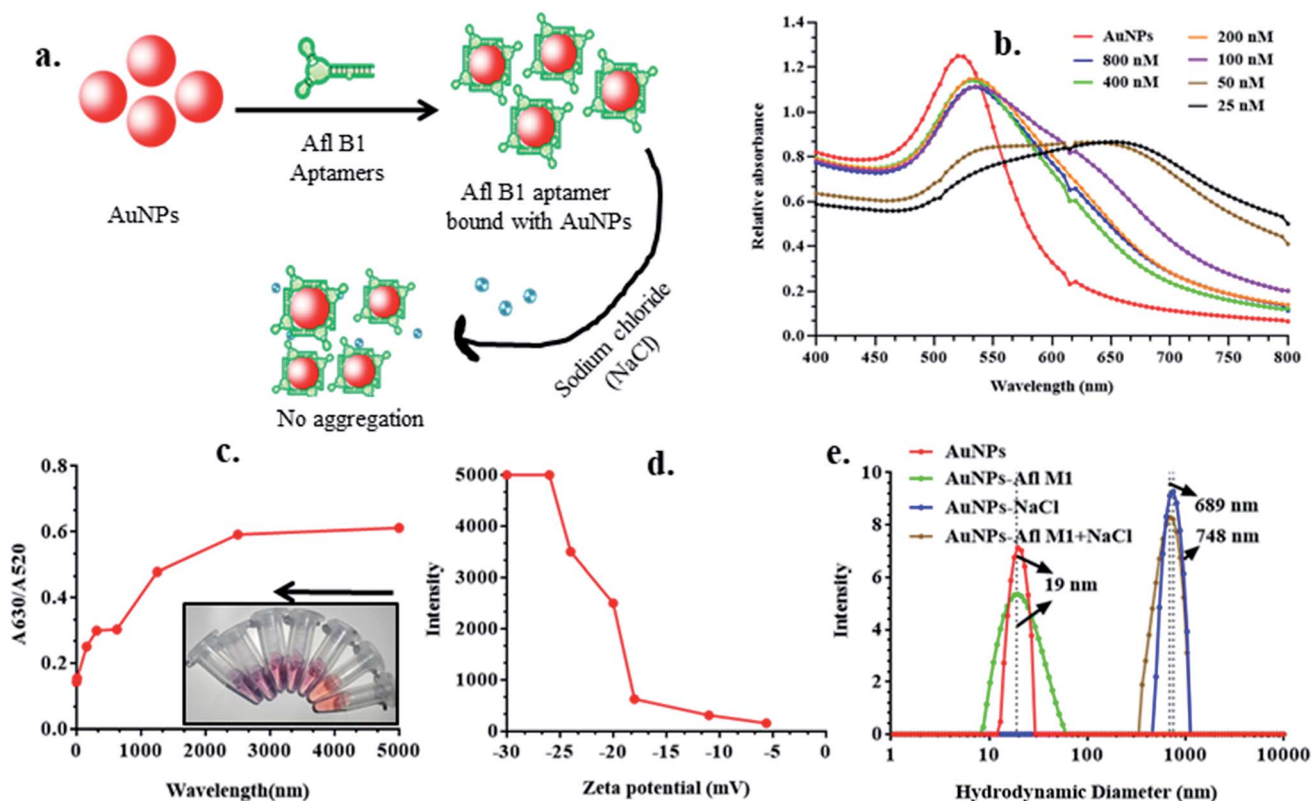 a.
AuNPs
Afl B1
Aptamers
Afl B1 aptamer
bound with AuNPs
Sodium chloride
(NaCl)
No aggregation
b.
Relative absorbance
1.4
1.2
1.0
0.8
0.6
0.4
0.2
0.0
400
450
500
550
600
650
700
750
800
Wavelength (nm)
AuNPs
800 nM
400 nM
200 nM
100 nM
50 nM
25 nM
c.
A630/A520
0.8
0.6
0.4
0.2
0.0
0
1000
2000
3000
4000
5000
Wavelength(nm)
d.
Intensity
5000
4000
3000
2000
1000
0
-30
-25
-20
-15
-10
-5
0
Zeta potential (mV)
e.
AuNPs
AuNPs-Afl M1
AuNPs-NaCl
AuNPs-Afl M1+NaCl
Intensity
10
8
6
4
2
0
19 nm
689 nm
748 nm
1
10
100
1000
10000
Hydrodynamic Diameter (nm)